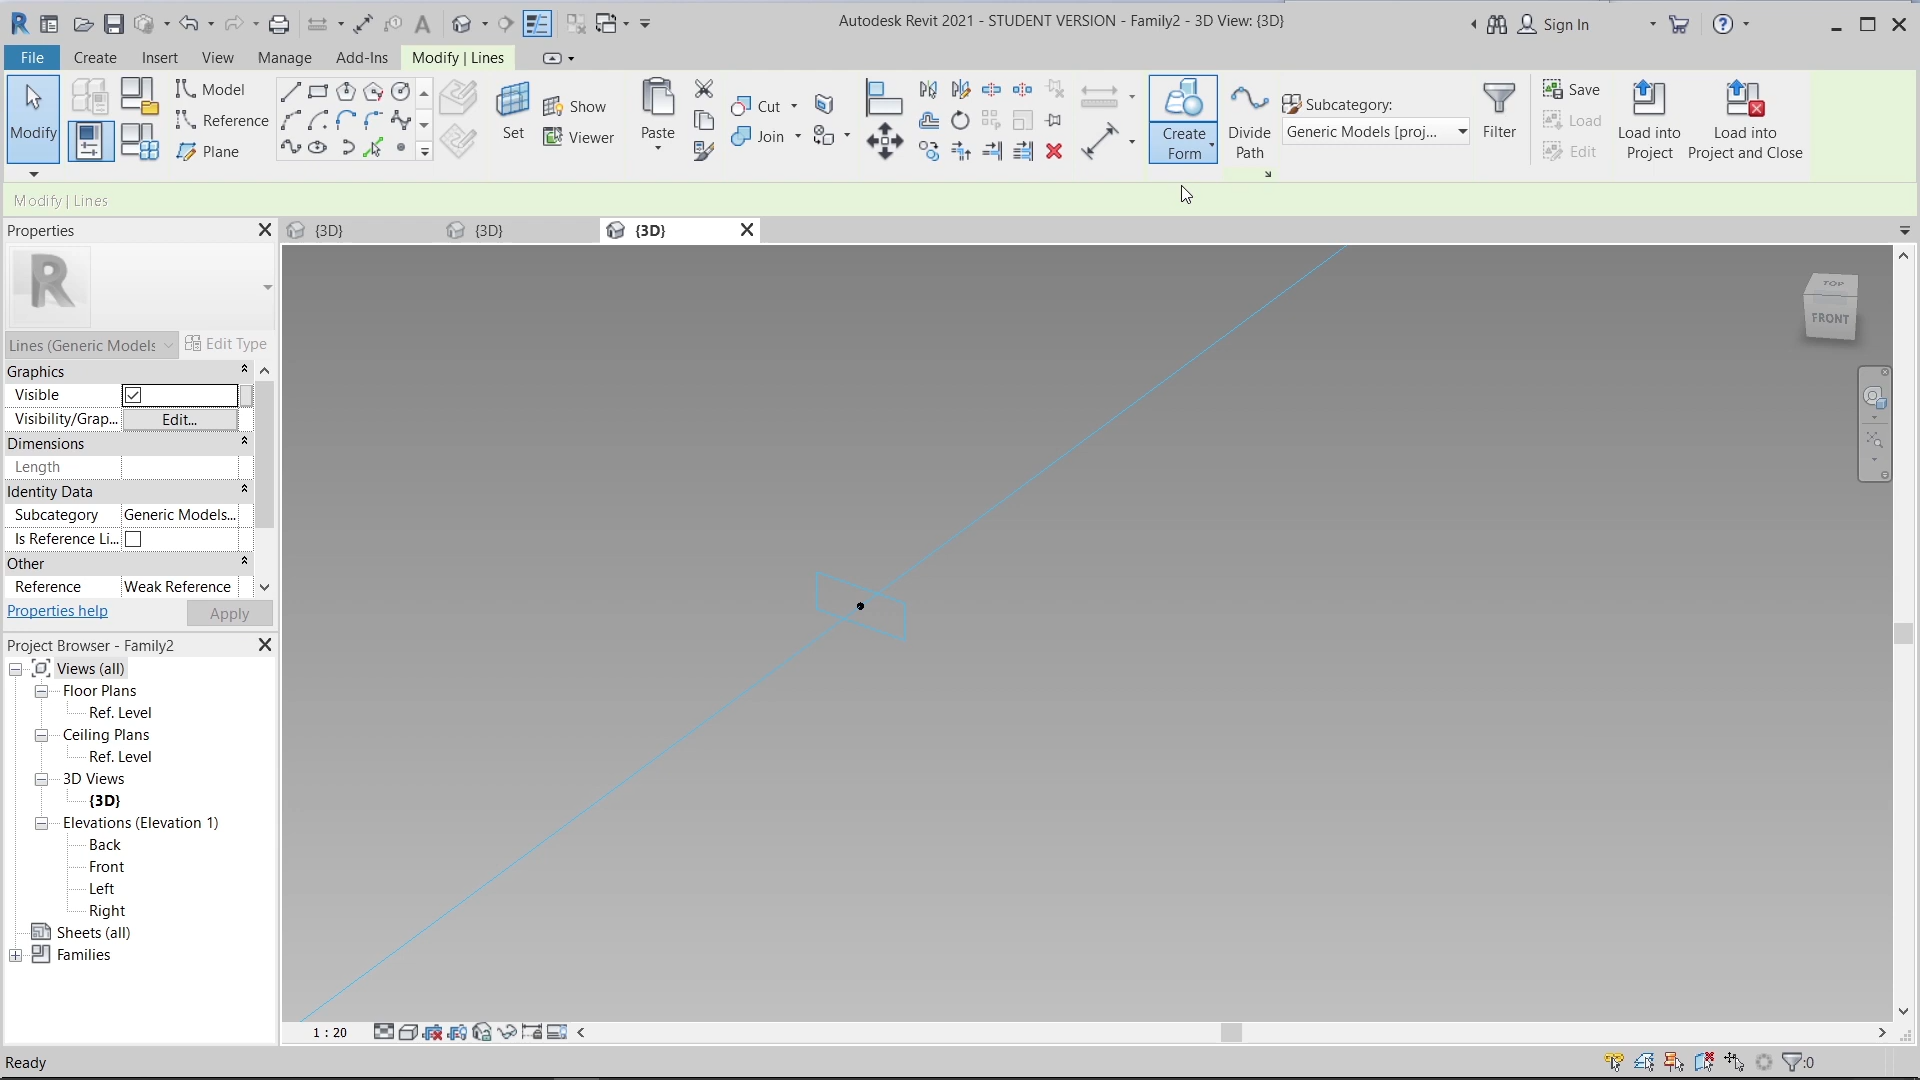 Autodesk Revit 2021 - STUDENT VERSION - Family2 - 3D View: {3D}
Sign In
File Create Insert View Manage Add-Ins Modify | Lines
Modify
Model
Reference
Plane
Set
Show
Viewer
Paste
Cut
Join
Create
Form
Divide
Path
Subcategory:
Generic Models [proj...
Filter
Save
Load
Edit
Load into
Project
Load into
Project and Close
Modify | Lines
Properties
{3D} {3D} {3D}
R
Lines (Generic Models
Edit Type
Graphics
Visible
Visibility/Grap... Edit...
Dimensions
Length
Identity Data
Subcategory Generic Models...
Is Reference Li...
Other
Reference Weak Reference
Properties help Apply
Project Browser - Family2
Views (all)
Floor Plans
Ref. Level
Ceiling Plans
Ref. Level
3D Views
{3D}
Elevations (Elevation 1)
Back
Front
Left
Right
Sheets (all)
Families
TOP
FRONT
1 : 20
Ready
:0